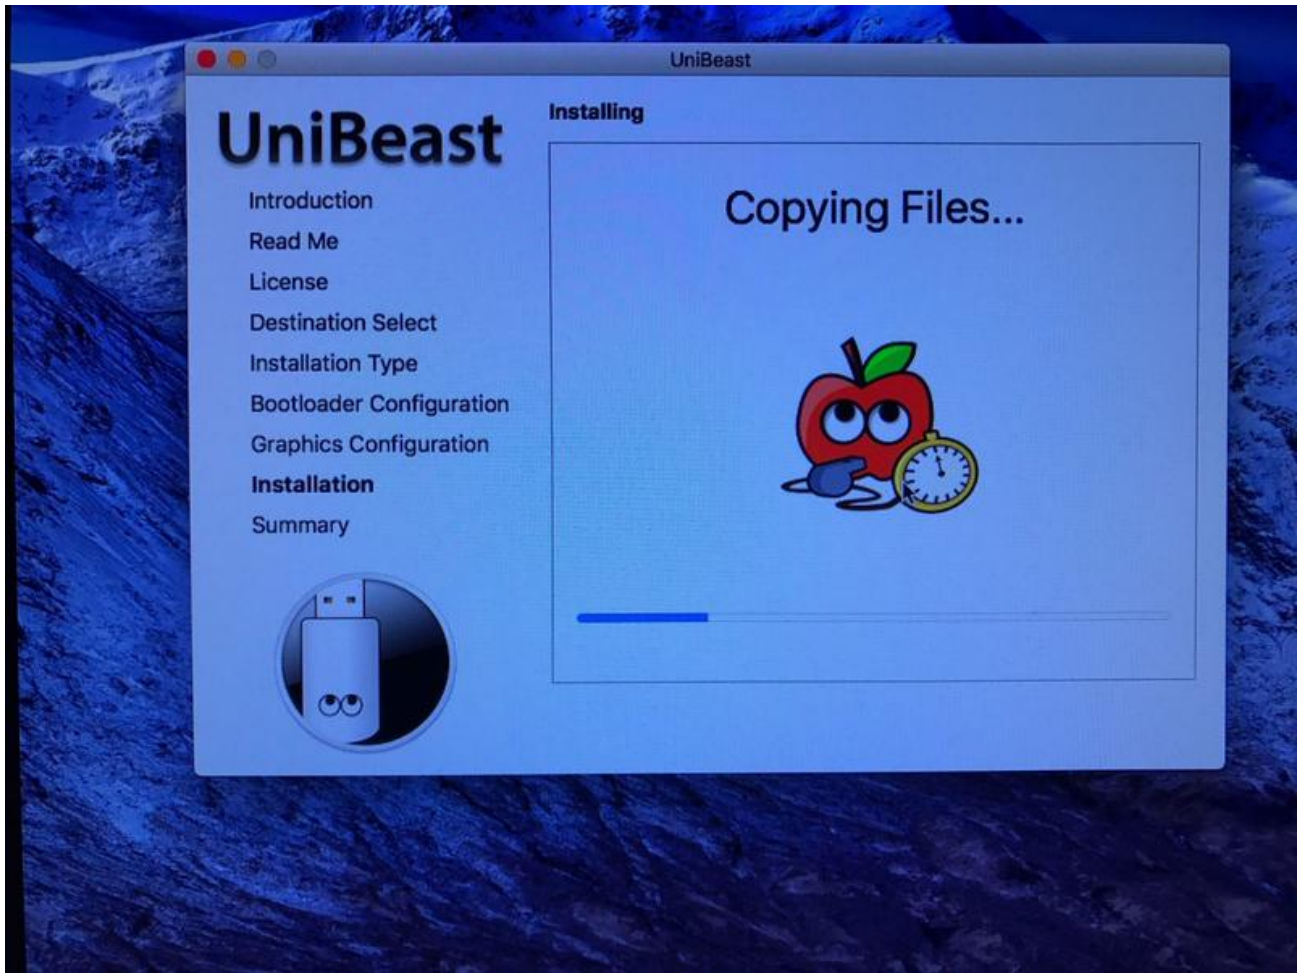 UniBeast
UniBeast
Introduction
Read Me
License
Destination Select
Installation Type
Bootloader Configuration
Graphics Configuration
Installation
Summary
Installing
Copying Files...